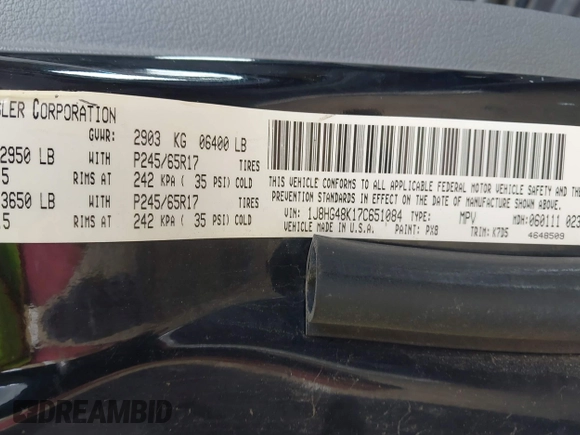 SLER CORPORATION
GVWR: 2903 KG 06400 LB
2950 LB WITH P245/65R17 TIRES
5 RIMS AT 242 KPA ( 35 PSI) COLD
3650 LB WITH P245/65R17 TIRES
5 RIMS AT 242 KPA ( 35 PSI) COLD
THIS VEHICLE CONFORMS TO ALL APPLICABLE FEDERAL MOTOR VEHICLE SAFETY AND
PREVENTION STANDARDS IN EFFECT ON THE DATE OF MANUFACTURE SHOWN ABOVE.
VIN: 1J8HG48K17C651084 TYPE: MPV MDH: 060111 023
VEHICLE MADE IN U.S.A. PAINT: PX8 TRIM: K7D5
4648509
DREAMBID